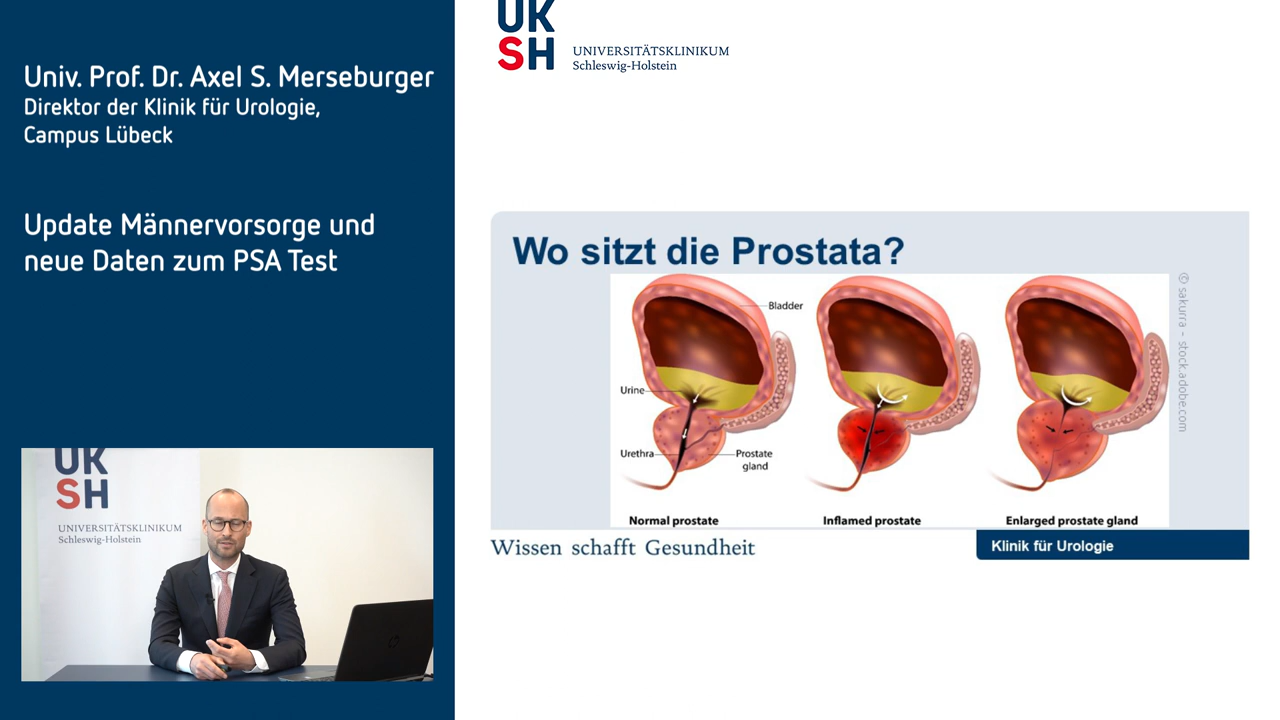 Univ. Prof. Dr. Axel S. Merseburger
Direktor der Klinik für Urologie,
Campus Lübeck
Update Männervorsorge und
neue Daten zum PSA Test
UK
SH
UNIVERSITÄTSKLINIKUM
Schleswig-Holstein
UK
SH
UNIVERSITÄTSKLINIKUM
Schleswig-Holstein
Wo sitzt die Prostata?
Bladder
Urine
Urethra
Prostate
gland
Normal prostate
Inflamed prostate
Enlarged prostate gland
© sakurra - stock.adobe.com
Wissen schafft Gesundheit
Klinik für Urologie